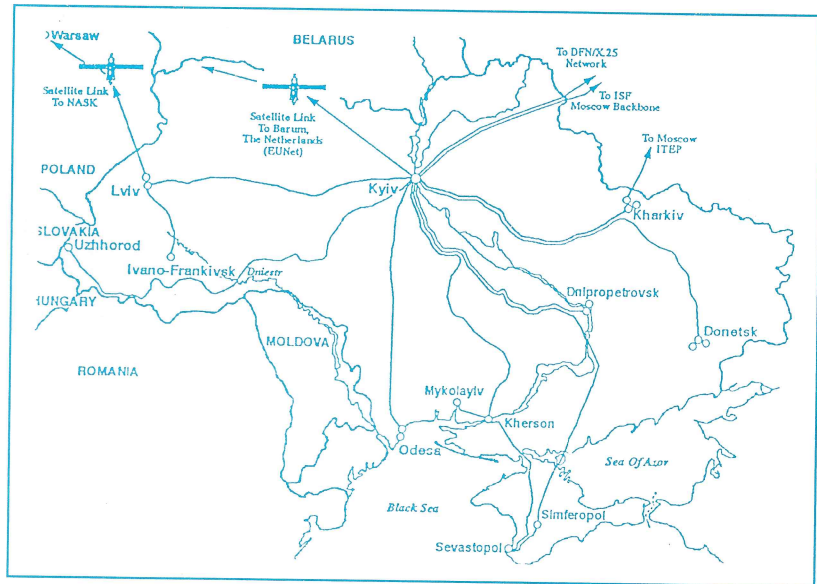 Warsaw
BELARUS
To DFN/X.25
Network
Satellite Link
To NASK
To ISF
Moscow Backbone
Satellite Link
To Barum,
The Netherlands
(EUNet)
To Moscow
ITEP
POLAND
Lviv
Kyiv
Kharkiv
SLOVAKIA
Uzhhorod
Ivano-Frankivsk
Dniestr
HUNGARY
Dnipropetrovsk
MOLDOVA
Donetsk
ROMANIA
Mykolayiv
Kherson
Odesa
Sea Of Azov
Black Sea
Simferopol
Sevastopol